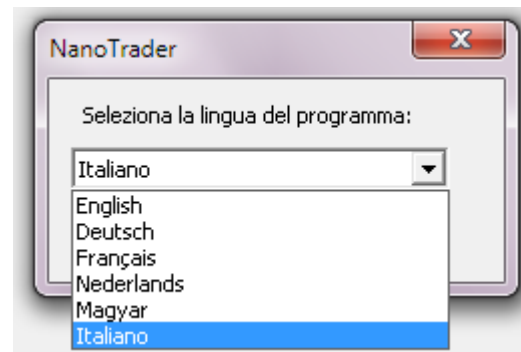 NanoTrader
Seleziona la lingua del programma:
Italiano
English
Deutsch
Français
Nederlands
Magyar
Italiano